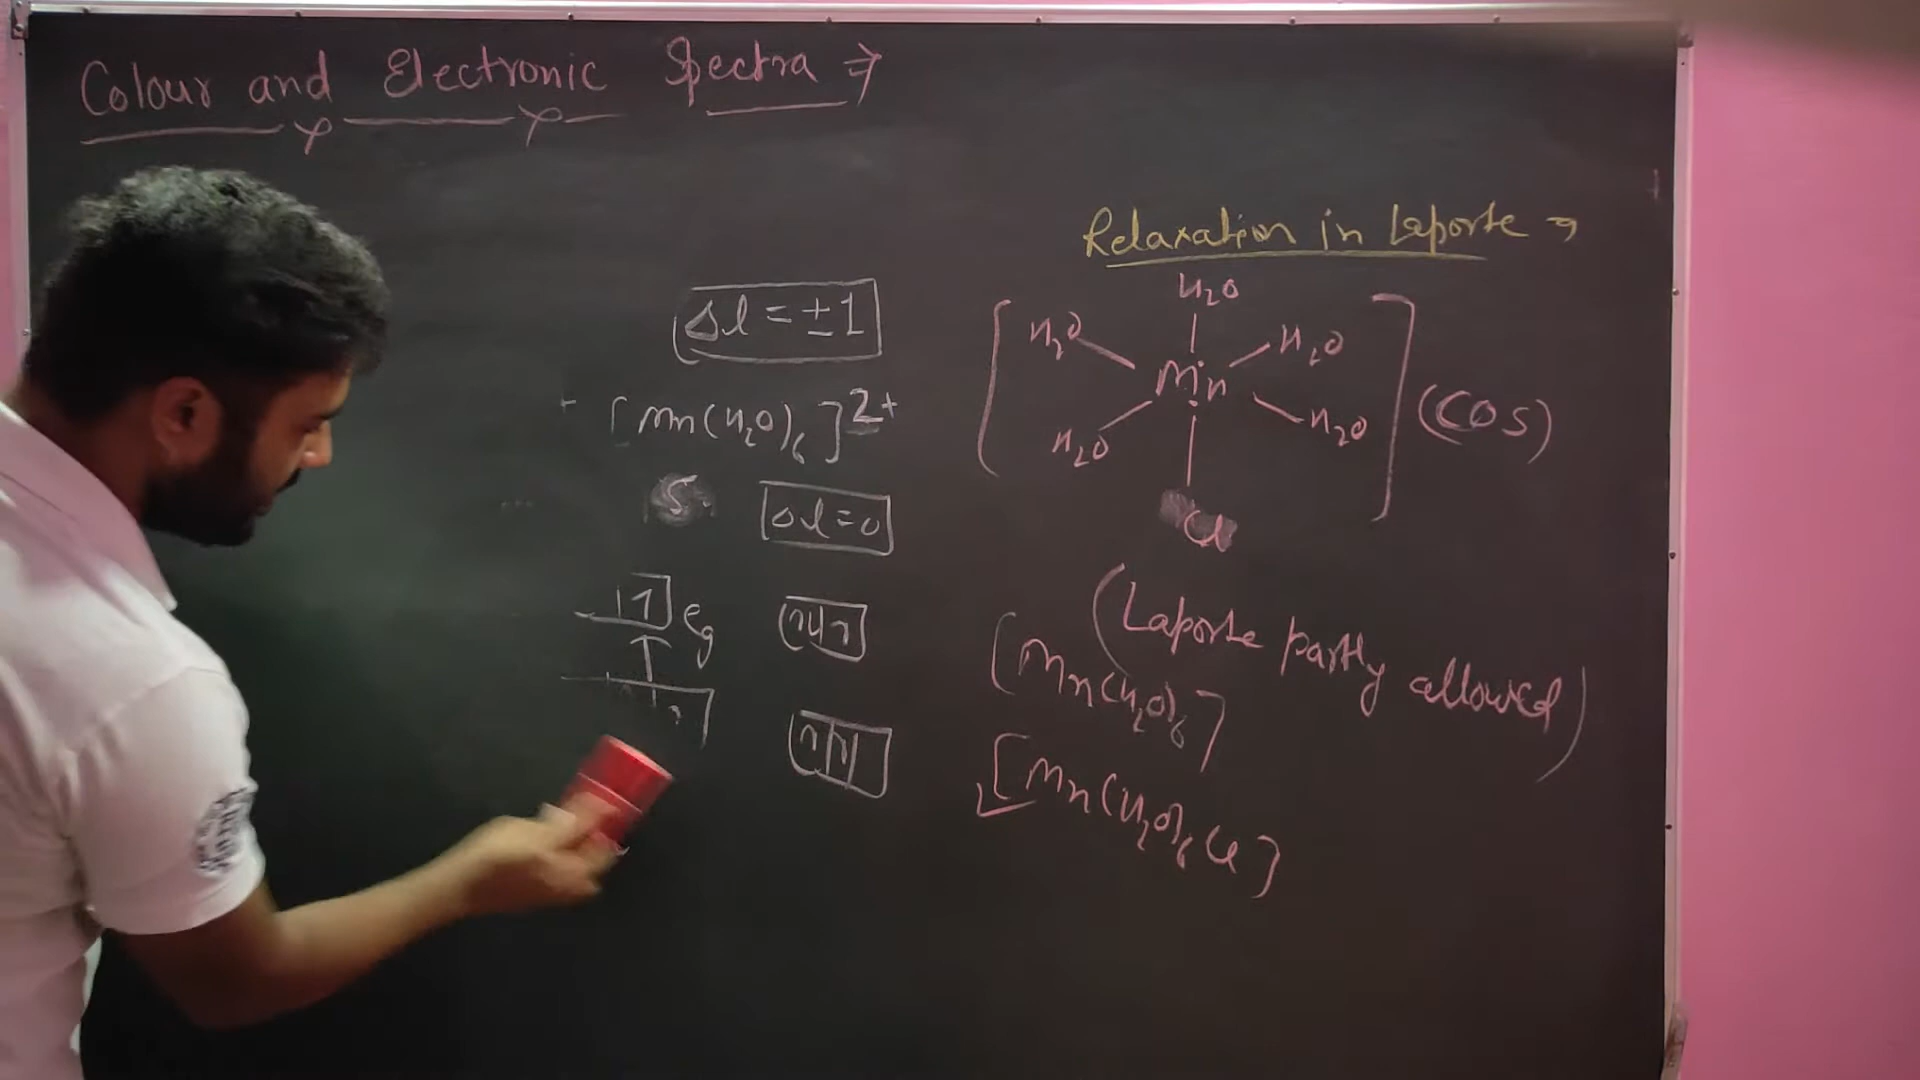 Colour and Electronic Spectra ⇒
Δl = ±1
[Mn(H2O)6]2+
5
Δl=0
eg
Relaxation in Laporte →
H2O
H2O H2O
Mn
H2O H2O
Cl
(COS)
(Laporte partly allowed)
[Mn(H2O)6]
[Mn(H2O)6Cl]